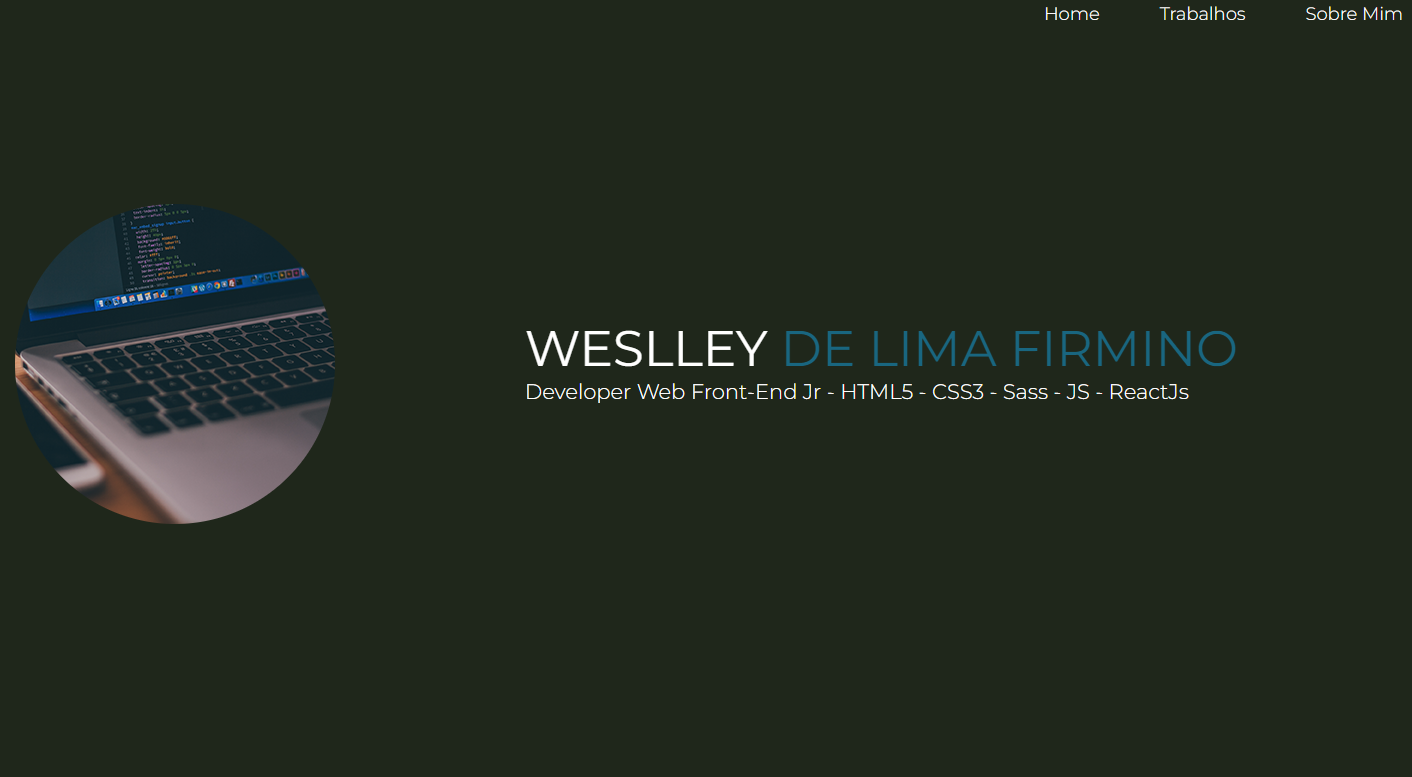 Home Trabalhos Sobre Mim
WESLLEY DE LIMA FIRMINO
Developer Web Front-End Jr - HTML5 - CSS3 - Sass - JS - ReactJs